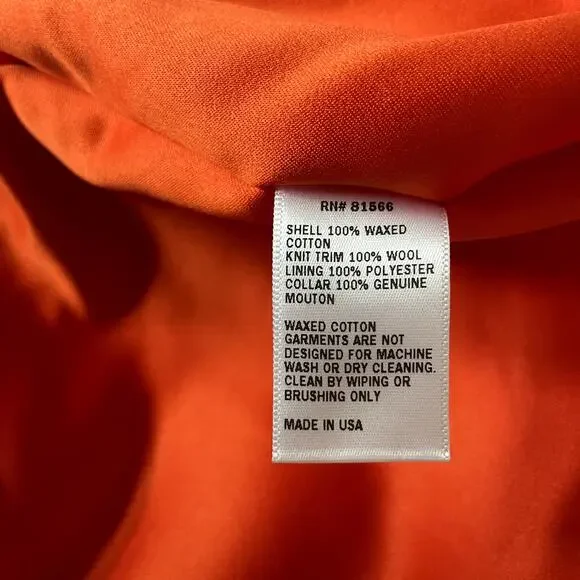 RN# 81566
SHELL 100% WAXED
COTTON
KNIT TRIM 100% WOOL
LINING 100% POLYESTER
COLLAR 100% GENUINE
MOUTON
WAXED COTTON
GARMENTS ARE NOT
DESIGNED FOR MACHINE
WASH OR DRY CLEANING.
CLEAN BY WIPING OR
BRUSHING ONLY
MADE IN USA